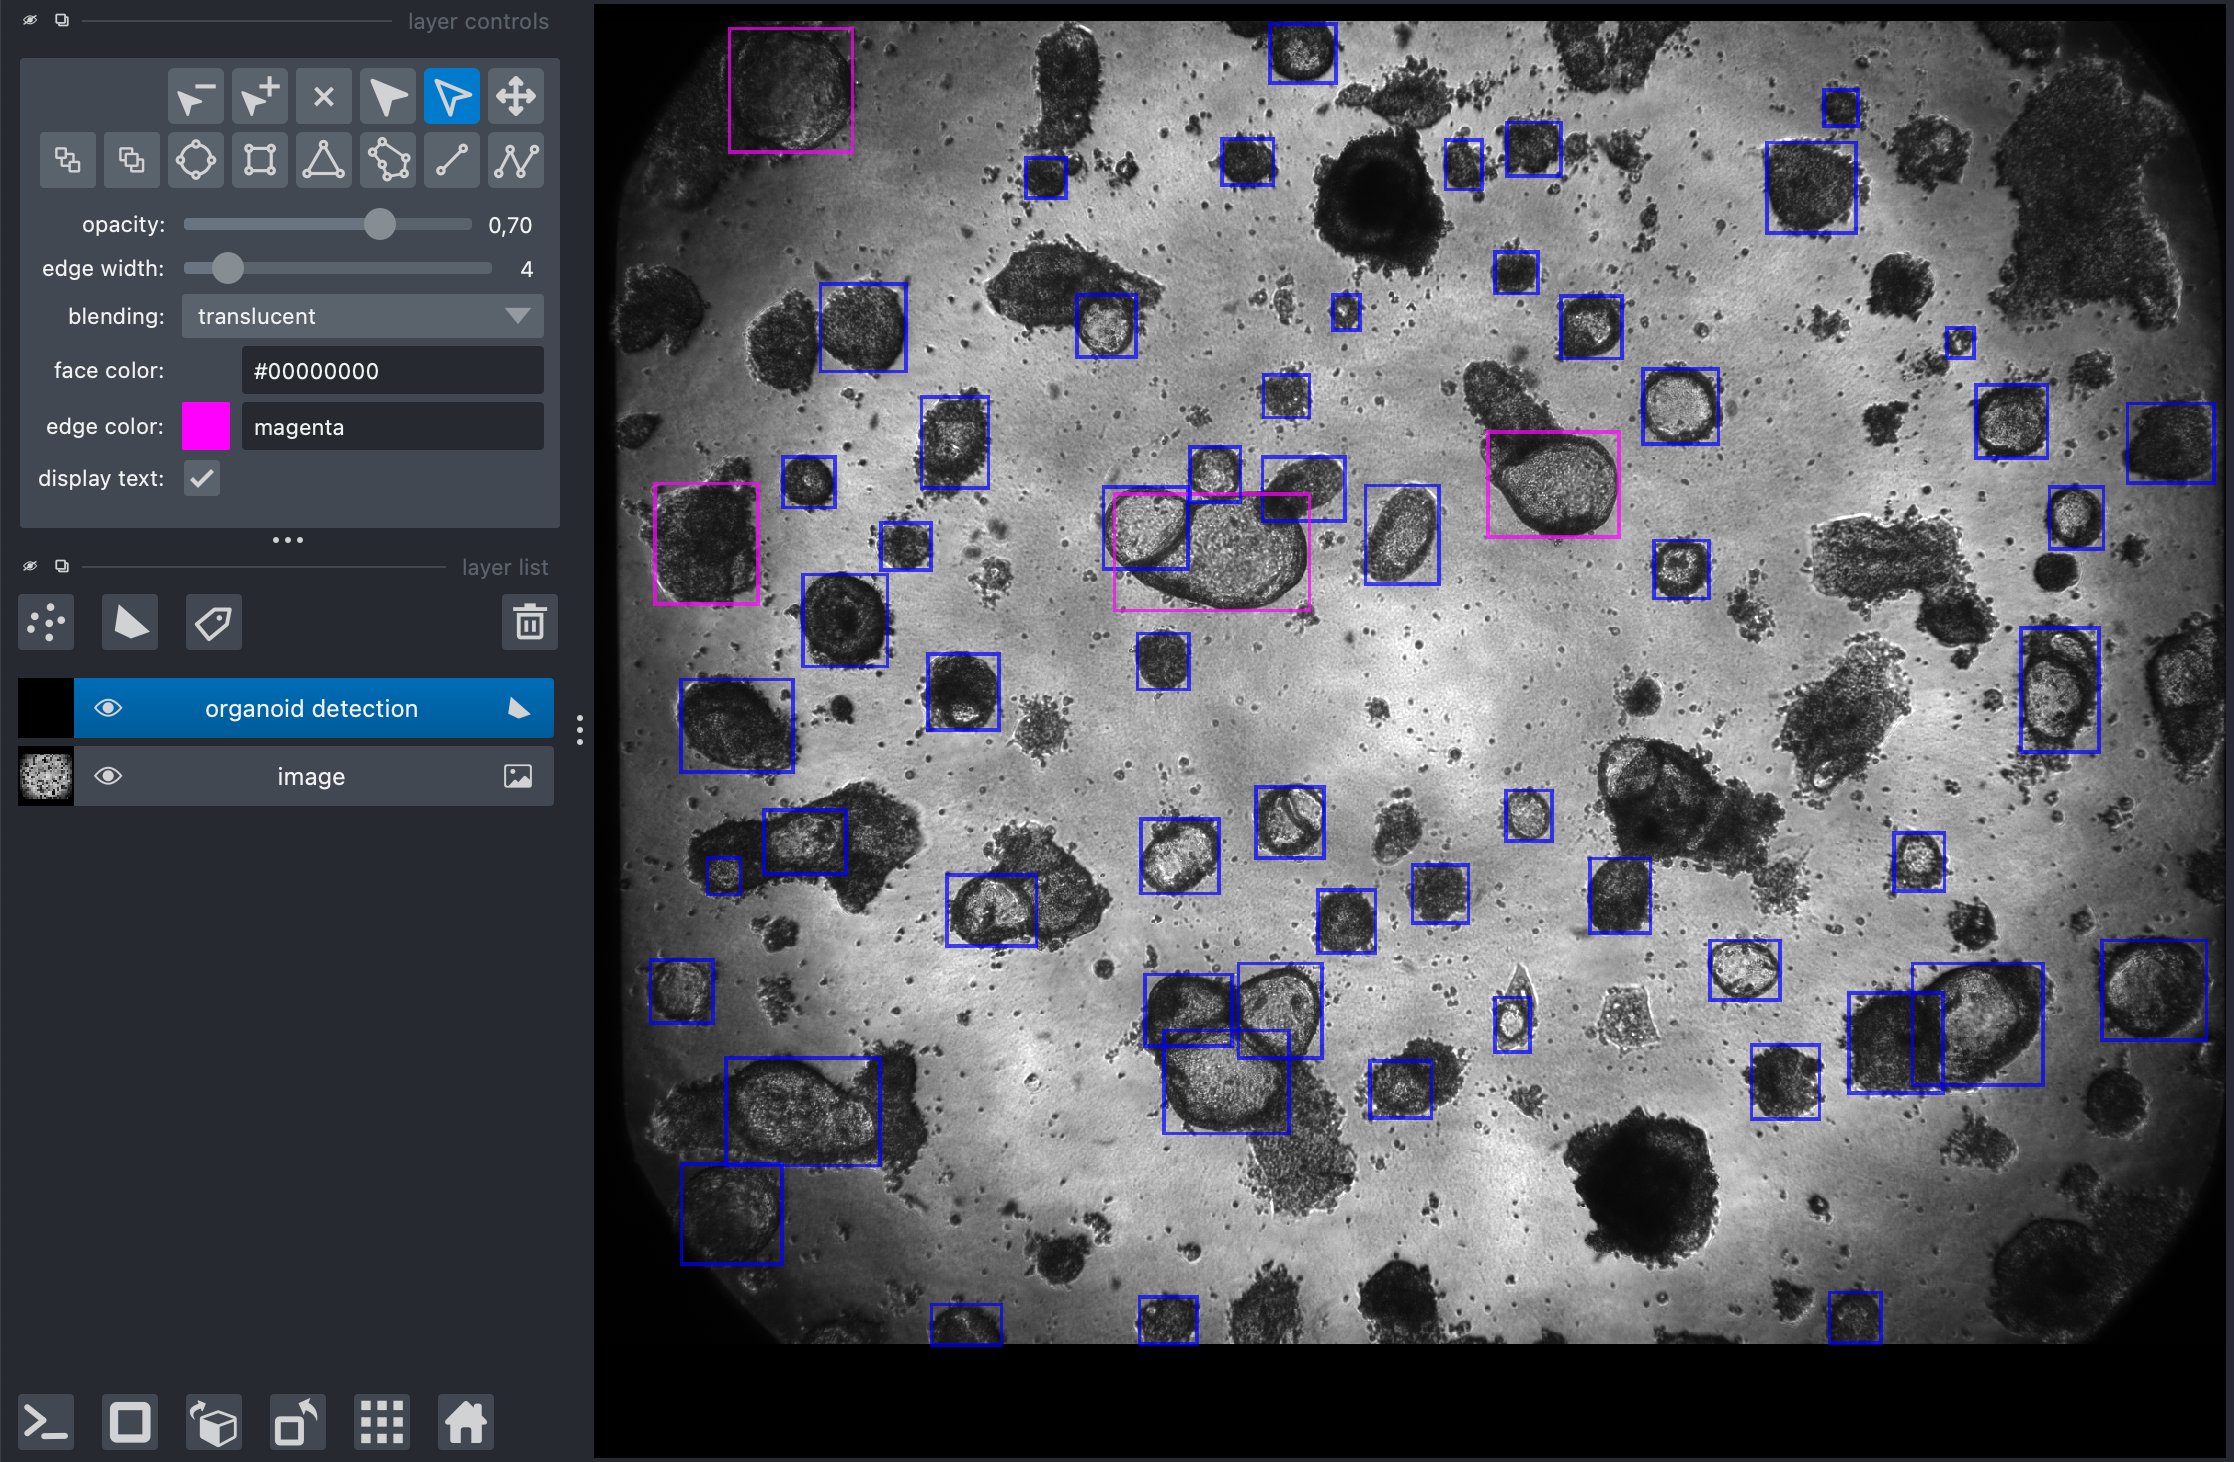 layer controls
opacity: 0,70
edge width: 4
blending: translucent
face color: #00000000
edge color: magenta
display text:
layer list
organoid detection
image